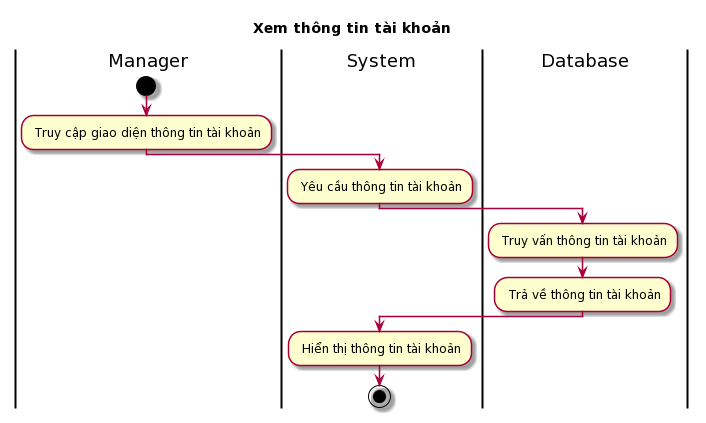 Xem thông tin tài khoản
Manager
System
Database
Truy cập giao diện thông tin tài khoản
Yêu cầu thông tin tài khoản
Truy vấn thông tin tài khoản
Trả về thông tin tài khoản
Hiển thị thông tin tài khoản